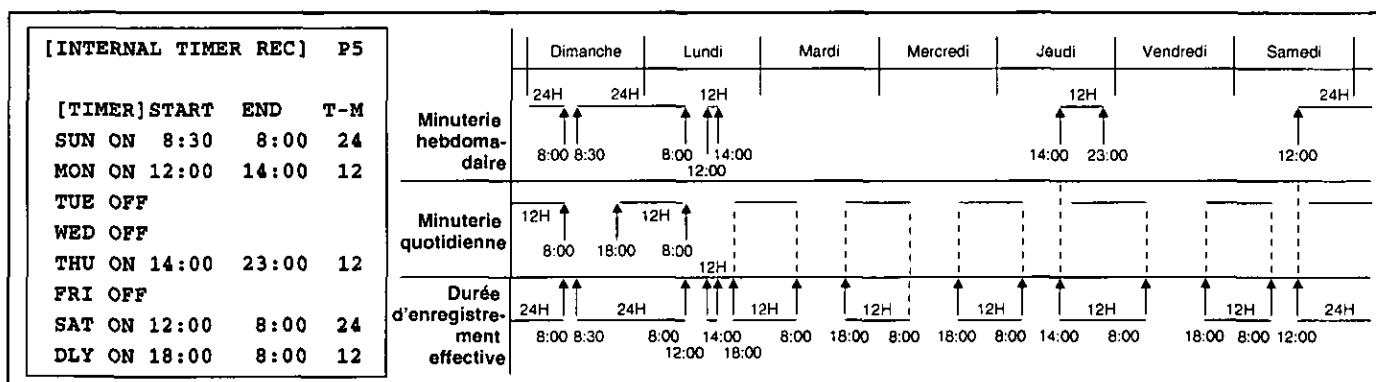 [INTERNAL TIMER REC] P5
[TIMER] START END T-M
SUN ON 8:30 8:00 24
MON ON 12:00 14:00 12
TUE OFF
WED OFF
THU ON 14:00 23:00 12
FRI OFF
SAT ON 12:00 8:00 24
DLY ON 18:00 8:00 12
Dimanche Lundi Mardi Mercredi Jeudi Vendredi Samedi
Minuterie
hebdoma-
daire
24H 24H 12H 12H 24H
8:00 8:30 8:00 14:00 14:00 23:00 12:00
12:00
Minuterie
quotidienne
12H 12H
8:00 18:00 8:00
12H
Durée
d'enregistre-
ment
effective
24H 24H 12H 12H 12H 12H 12H 24H
8:00 8:30 8:00 14:00 8:00 18:00 8:00 18:00 8:00 14:00 8:00 18:00 8:00 12:00
12:00 18:00